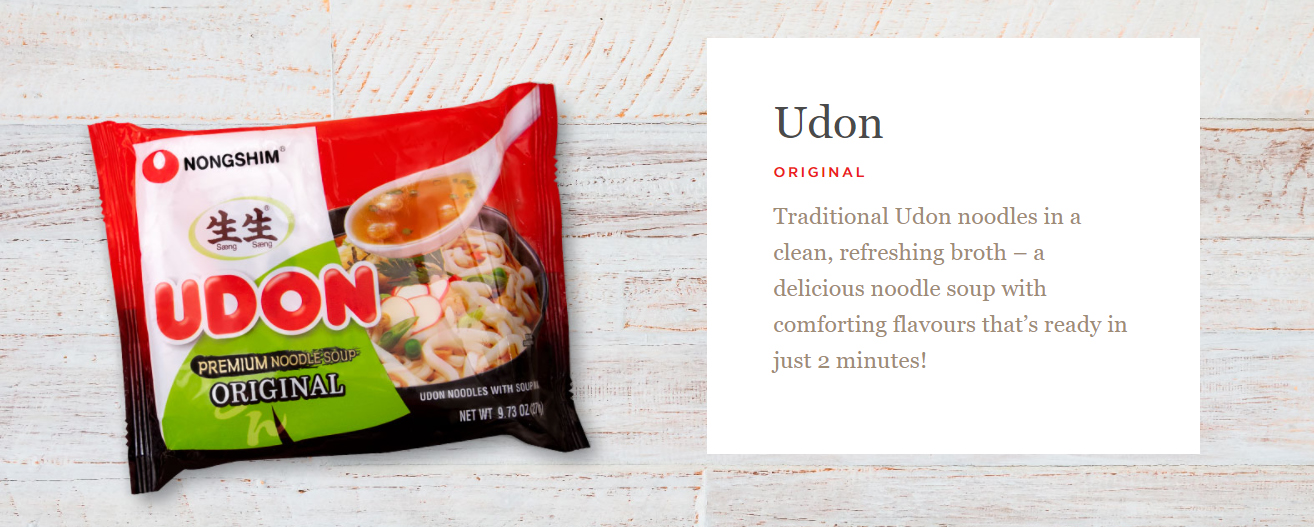 NONGSHIM®
生生®
Sæng Sæng
UDON
PREMIUM NOODLE SOUP
ORIGINAL
UDON NOODLES WITH SOUP
NET WT 9.73 OZ
Udon
ORIGINAL
Traditional Udon noodles in a
clean, refreshing broth – a
delicious noodle soup with
comforting flavours that’s ready in
just 2 minutes!